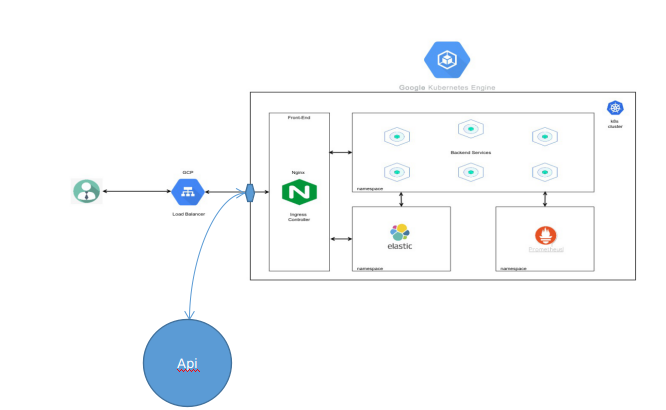 Google Kubernetes Engine
k8s
cluster
Front-End
Backend Services
namespace
GCP
Load Balancer
Nginx
Ingress
Controller
elastic
namespace
Prometheus
namespace
Api